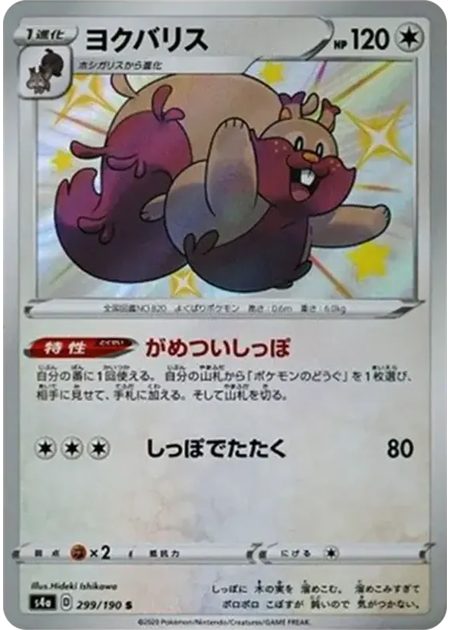 1進化
ヨクバリス
HP 120
ホシガリスから進化
全国図鑑NO.820 よくばりポケモン 高さ:0.6m 重さ:6.0kg
特性 がめついしっぽ
自分の番に1回使える。自分の山札から「ポケモンのどうぐ」を1枚選び、
相手に見せて、手札に加える。そして山札を切る。
しっぽでたたく 80
弱点 ×2 抵抗力 にげる
illus.Hideki Ishikawa
s4a D 299/190 S
しっぽに 木の実を 溜めこむ。溜めこみすぎて
ボロボロ こぼすが 鈍いので 気がつかない。
©2020 Pokémon/Nintendo/Creatures/GAME FREAK.